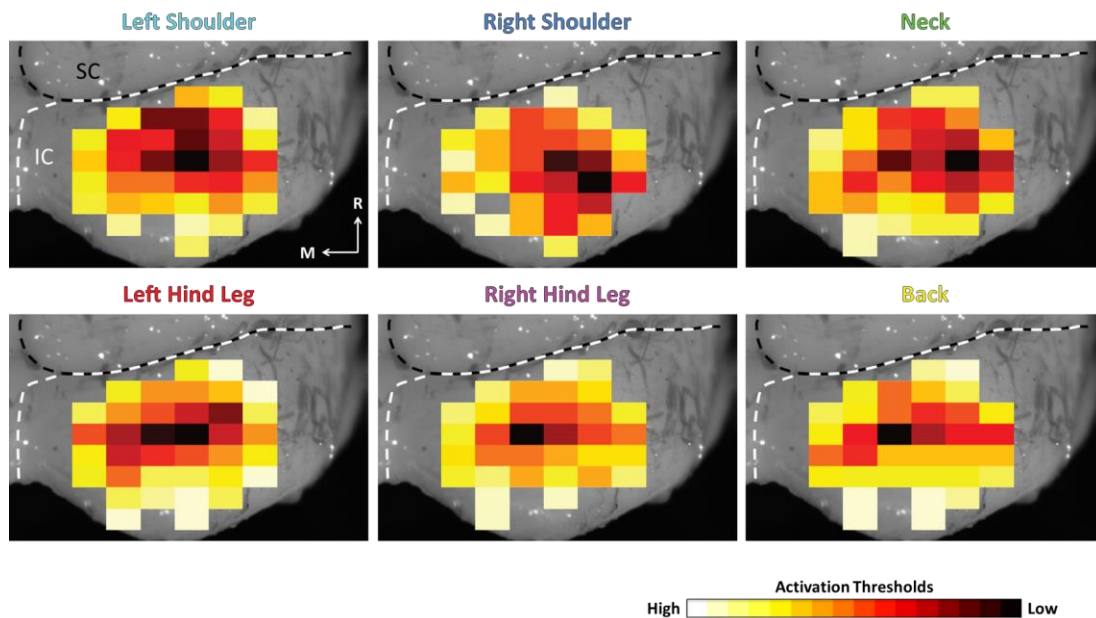 Left Shoulder
Right Shoulder
Neck
SC
IC
R
M
Left Hind Leg
Right Hind Leg
Back
Activation Thresholds
High
Low